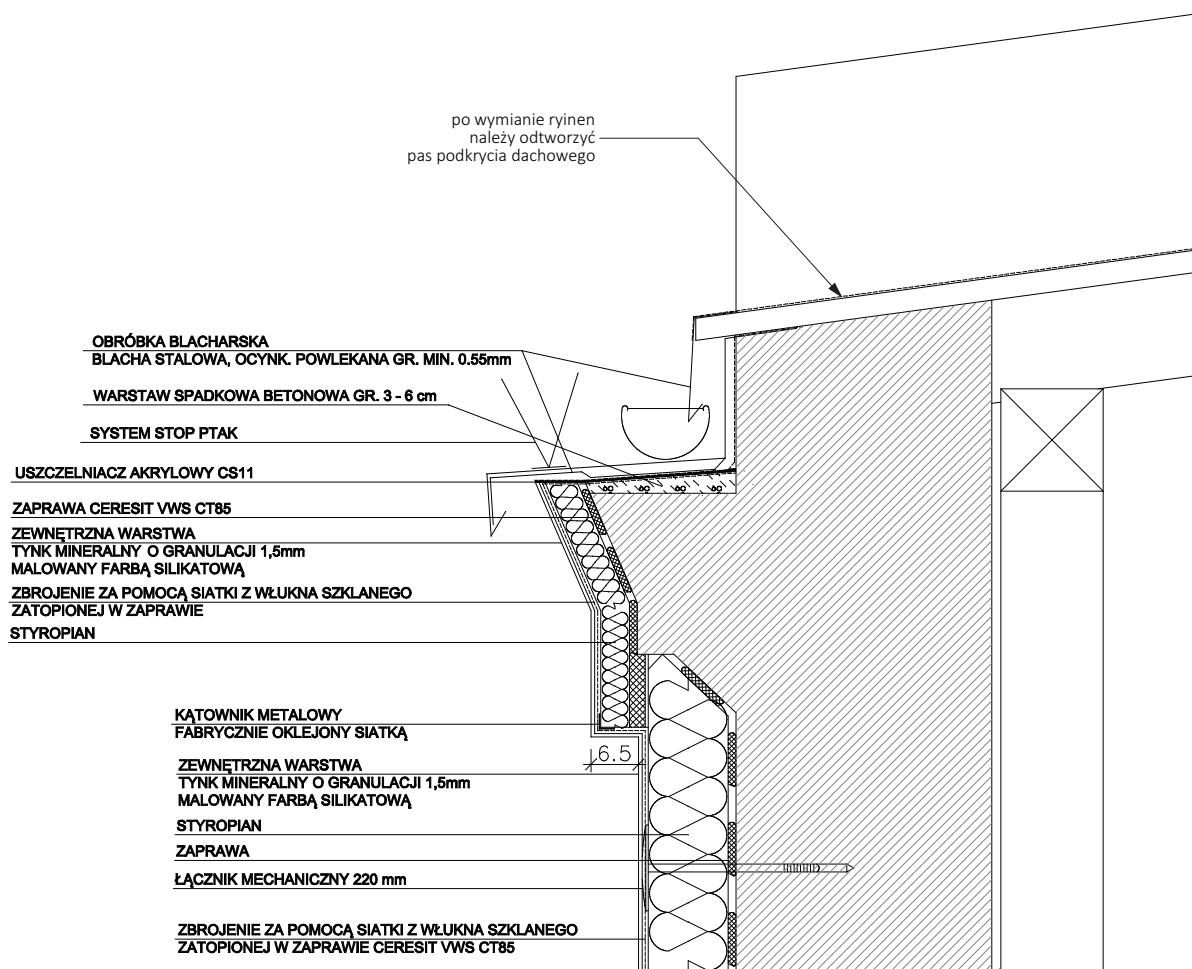 po wymianie ryinen
należy odtworzyć
pas podkrycia dachowego
OBRÓBKA BLACHARSKA
BLACHA STALOWA, OCYNK. POWLEKANA GR. MIN. 0.55mm
WARSTAW SPADKOWA BETONOWA GR. 3 - 6 cm
SYSTEM STOP PTAK
USZCZELNIACZ AKRYLOWY CS11
ZAPRAWA CERESIT VWS CT85
ZEWNĘTRZNA WARSTWA
TYNK MINERALNY O GRANULACJI 1,5mm
MALOWANY FARBĄ SILIKATOWĄ
ZBROJENIE ZA POMOCĄ SIATKI Z WŁUKNA SZKLANEGO
ZATOPIONEJ W ZAPRAWIE
STYROPIAN
KĄTOWNIK METALOWY
FABRYCZNIE OKLEJONY SIATKĄ
6.5
ZEWNĘTRZNA WARSTWA
TYNK MINERALNY O GRANULACJI 1,5mm
MALOWANY FARBĄ SILIKATOWĄ
STYROPIAN
ZAPRAWA
ŁĄCZNIK MECHANICZNY 220 mm
ZBROJENIE ZA POMOCĄ SIATKI Z WŁUKNA SZKLANEGO
ZATOPIONEJ W ZAPRAWIE CERESIT VWS CT85